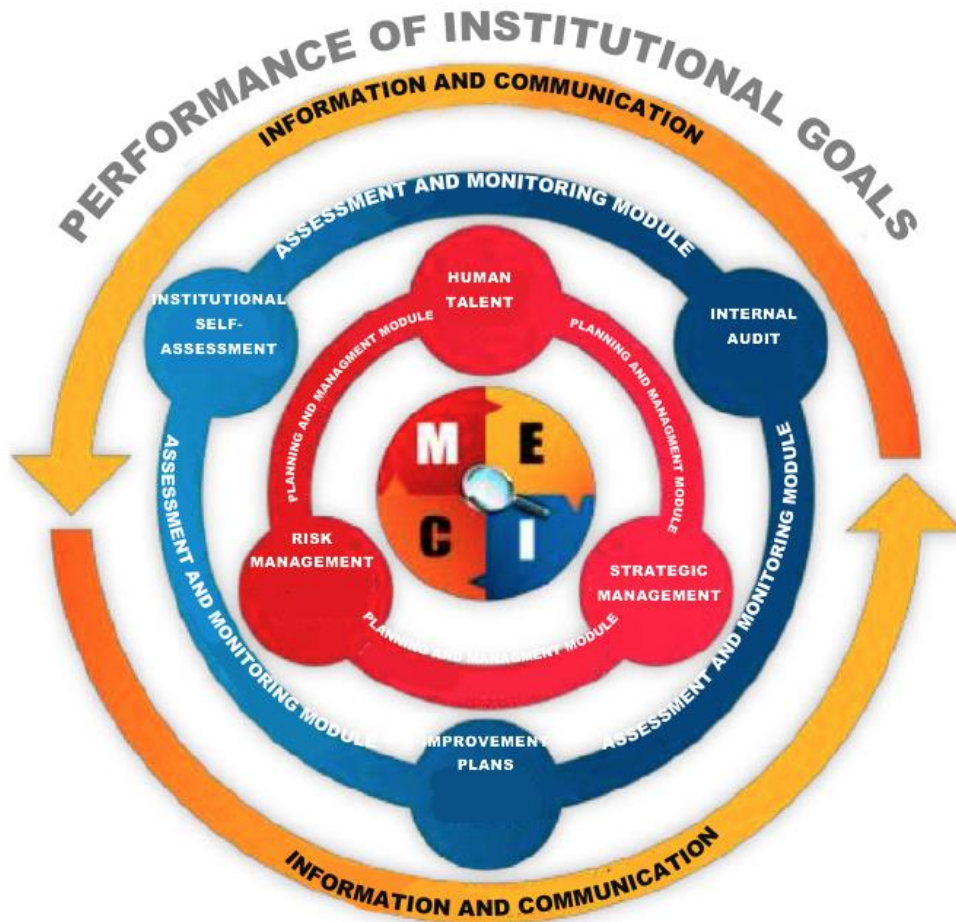 PERFORMANCE OF INSTITUTIONAL GOALS
INFORMATION AND COMMUNICATION
ASSESSMENT AND MONITORING MODULE
INSTITUTIONAL
SELF-
ASSESSMENT
HUMAN
TALENT
INTERNAL
AUDIT
PLANNING AND MANAGMENT MODULE
PLANNING AND MANAGMENT MODULE
M E
C I
RISK
MANAGEMENT
STRATEGIC
MANAGEMENT
PLANNING AND MANAGMENT MODULE
ASSESSMENT AND MONITORING MODULE
ASSESSMENT AND MONITORING MODULE
IMPROVEMENT
PLANS
INFORMATION AND COMMUNICATION